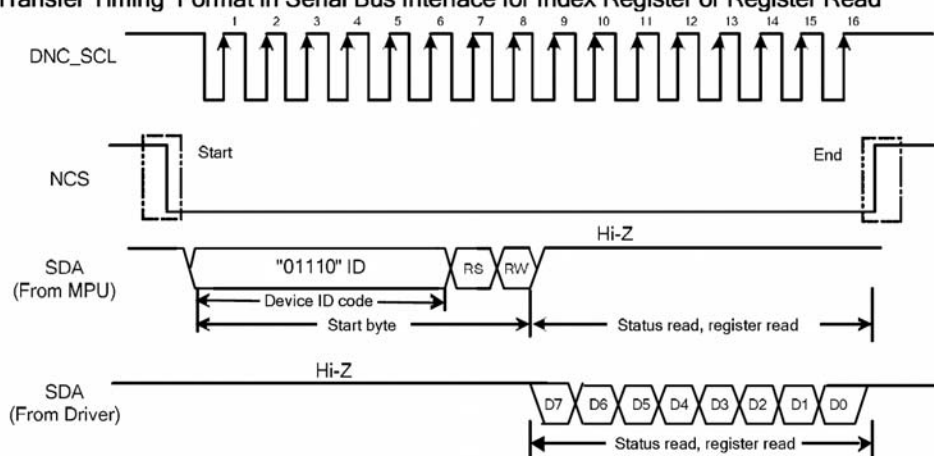 Transfer Timing Format in Serial Bus Interface for Index Register or Register Read
1 2 3 4 5 6 7 8 9 10 11 12 13 14 15 16
DNC_SCL
Start
End
NCS
Hi-Z
SDA
(From MPU)
"01110" ID
RS
RW
Device ID code
Start byte
Status read, register read
Hi-Z
SDA
(From Driver)
D7 D6 D5 D4 D3 D2 D1 D0
Status read, register read